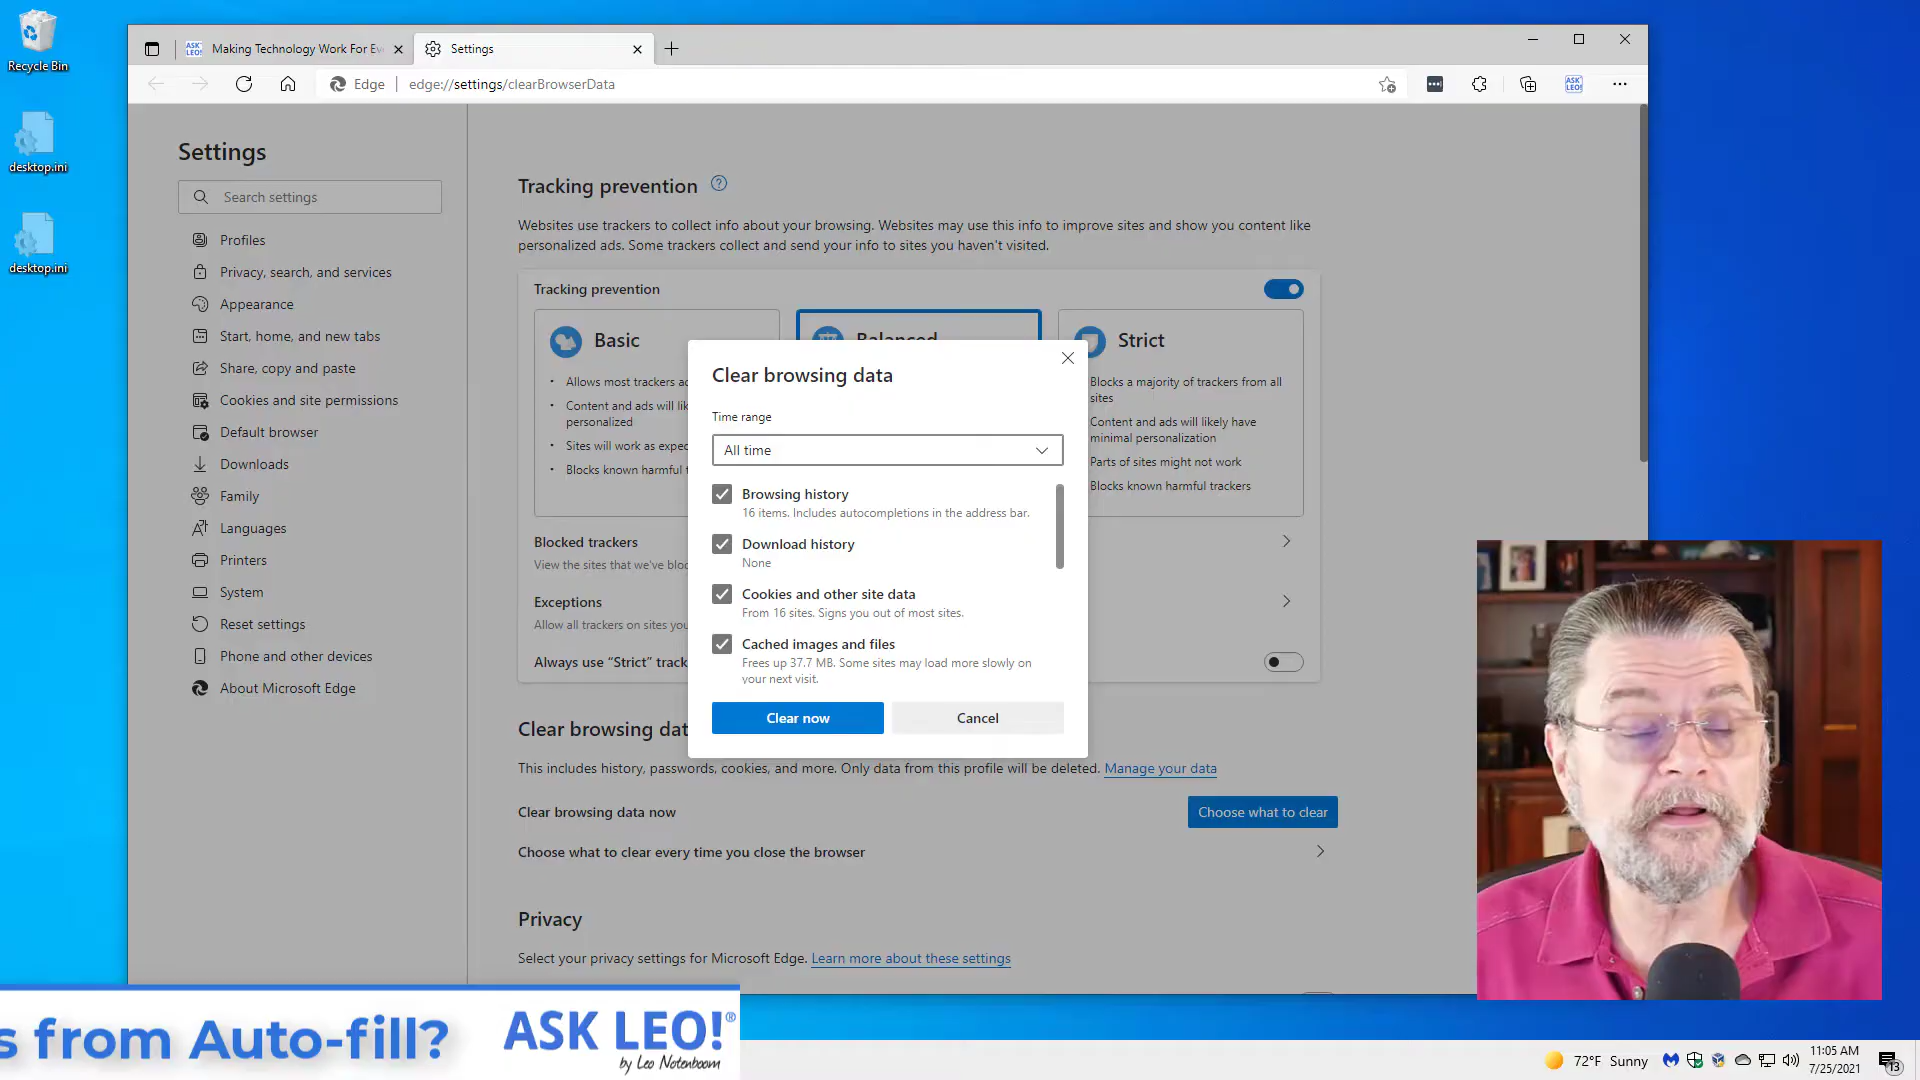 Recycle Bin
desktop.ini
desktop.ini
ASK LEO!
Making Technology Work For Ev
Settings
Edge
edge://settings/clearBrowserData
ASK LEO!
Settings
Search settings
Profiles
Privacy, search, and services
Appearance
Start, home, and new tabs
Share, copy and paste
Cookies and site permissions
Default browser
Downloads
Family
Languages
Printers
System
Reset settings
Phone and other devices
About Microsoft Edge
Tracking prevention
Websites use trackers to collect info about your browsing. Websites may use this info to improve sites and show you content like
personalized ads. Some trackers collect and send your info to sites you haven't visited.
Tracking prevention
Basic
• Allows most trackers ac
• Content and ads will lik
personalized
• Sites will work as expec
• Blocks known harmful t
Balanced
Strict
Blocks a majority of trackers from all
sites
Content and ads will likely have
minimal personalization
Parts of sites might not work
Blocks known harmful trackers
Blocked trackers
View the sites that we've bloc
Exceptions
Allow all trackers on sites you
Always use “Strict” track
Clear browsing data
Time range
All time
Browsing history
16 items. Includes autocompletions in the address bar.
Download history
None
Cookies and other site data
From 16 sites. Signs you out of most sites.
Cached images and files
Frees up 37.7 MB. Some sites may load more slowly on
your next visit.
Clear now
Cancel
Clear browsing dat
This includes history, passwords, cookies, and more. Only data from this profile will be deleted. Manage your data
Clear browsing data now
Choose what to clear
Choose what to clear every time you close the browser
Privacy
Select your privacy settings for Microsoft Edge. Learn more about these settings
s from Auto-fill?
ASK LEO!®
by Leo Notenboom
72°F Sunny
11:05 AM
7/25/2021
13